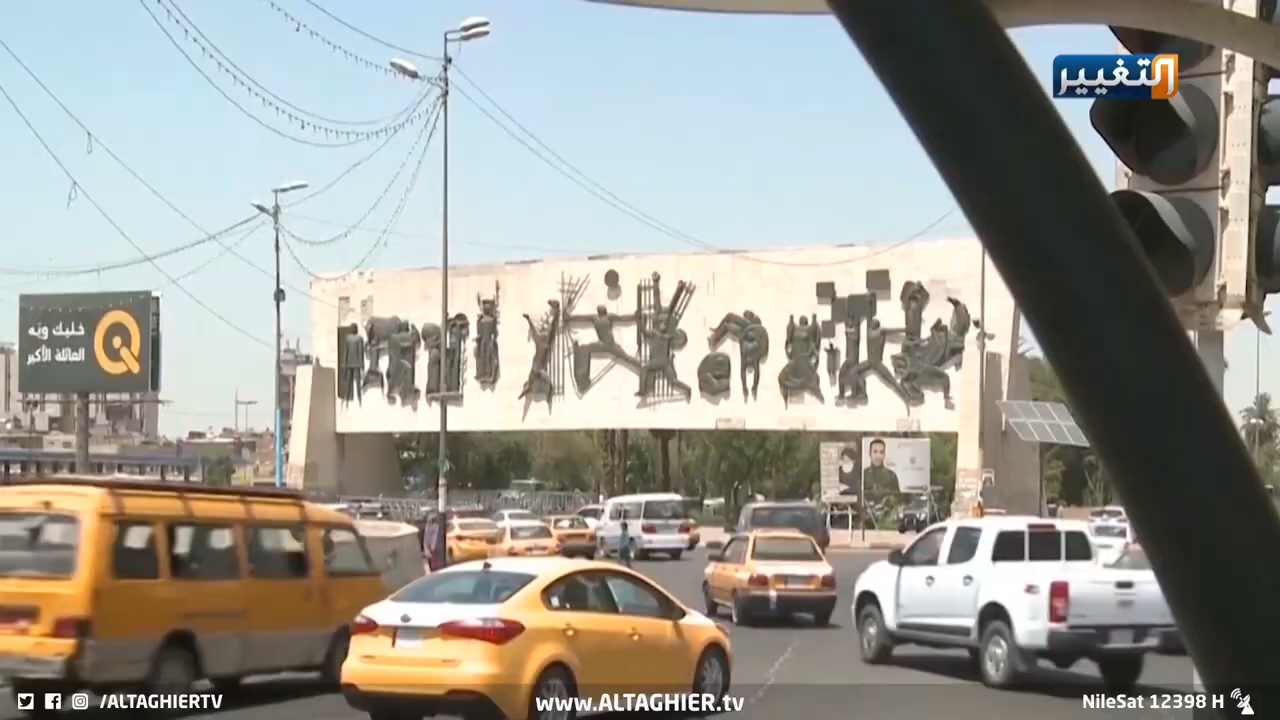 التغيير
خليك ويه
العائلة الأكبر
/ALTAGHIERTV
www.ALTAGHIER.tv
NileSat 12398 H